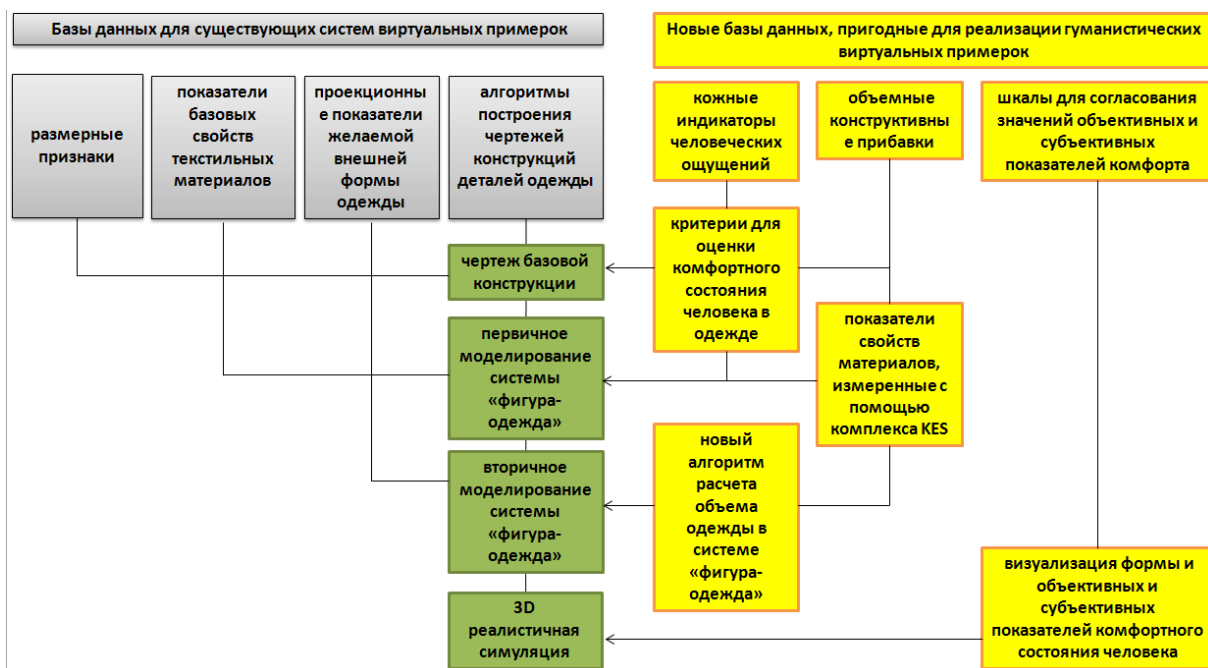 Базы данных для существующих систем виртуальных примерок
Новые базы данных, пригодные для реализации гуманистических
виртуальных примерок
размерные
признаки
показатели
базовых
свойств
текстильных
материалов
проекционны
е показатели
желаемой
внешней
формы
одежды
алгоритмы
построения
чертежей
конструкций
деталей одежды
кожные
индикаторы
человеческих
ощущений
объемные
конструктивны
е прибавки
шкалы для согласования
значений объективных и
субъективных
показателей комфорта
чертеж базовой
конструкции
критерии для
оценки
комфортного
состояния
человека в
одежде
первичное
моделирование
системы
«фигура-
одежда»
показатели
свойств
материалов,
измеренные с
помощью
комплекса KES
вторичное
моделирование
системы
«фигура-
одежда»
новый
алгоритм
расчета
объема
одежды в
системе
«фигура-
одежда»
3D
реалистичная
симуляция
визуализация формы и
объективных и
субъективных
показателей комфортного
состояния человека